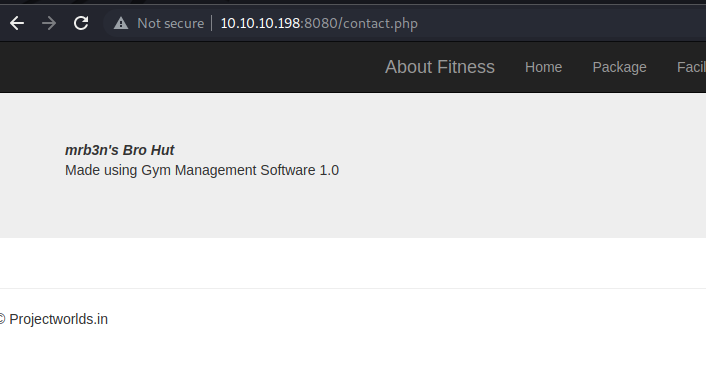 Not secure | 10.10.10.198:8080/contact.php
About Fitness Home Package Facil
mrb3n's Bro Hut
Made using Gym Management Software 1.0
© Projectworlds.in